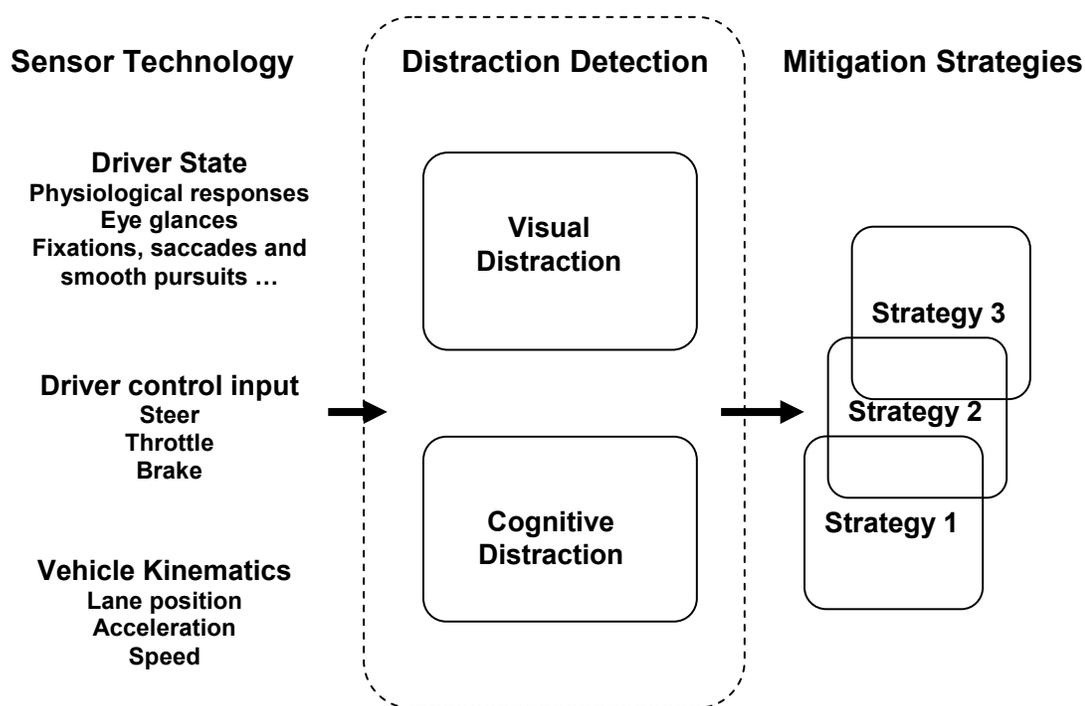 Sensor Technology
Distraction Detection
Mitigation Strategies
Driver State
Physiological responses
Eye glances
Fixations, saccades and
smooth pursuits …
Driver control input
Steer
Throttle
Brake
Vehicle Kinematics
Lane position
Acceleration
Speed
Visual
Distraction
Cognitive
Distraction
Strategy 3
Strategy 2
Strategy 1